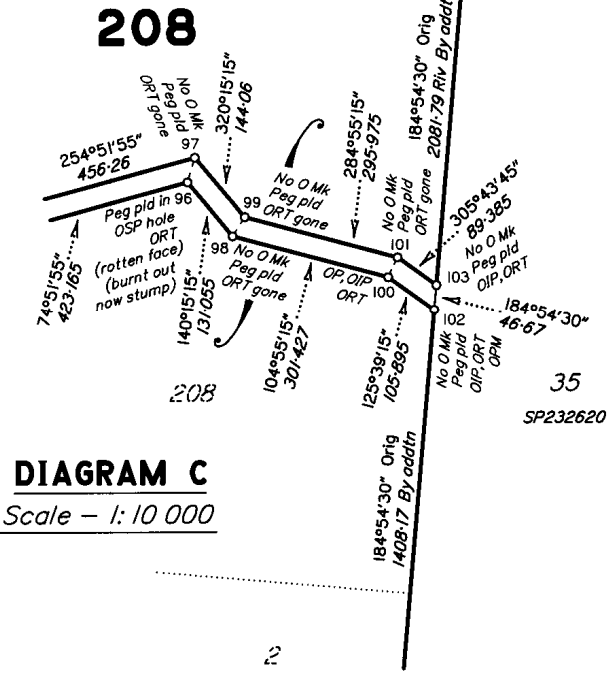 208
184°54'30" Orig
2081·79 Riv By addtn
No O Mk
Peg pld
ORT gone
97
320°15'15"
144·06
254°51'55"
456·26
284°55'15"
295·975
No O Mk
Peg pld
ORT gone
99
No O Mk
Peg pld
ORT gone
101
305°43'45"
89·385
No O Mk
Peg pld
OIP,ORT
103
184°54'30"
46·67
102
No O Mk
Peg pld
OIP,ORT
OPM
96
Peg pld in
OSP hole
ORT
(rotten face)
(burnt out
now stump)
74°51'55"
423·165
140°15'15"
131·055
98
No O Mk
Peg pld
ORT gone
104°55'15"
301·427
OP,OIP
ORT
100
125°39'15"
105·895
208
35
SP232620
184°54'30" Orig
1408·17 By addtn
DIAGRAM C
Scale – 1:10 000
2